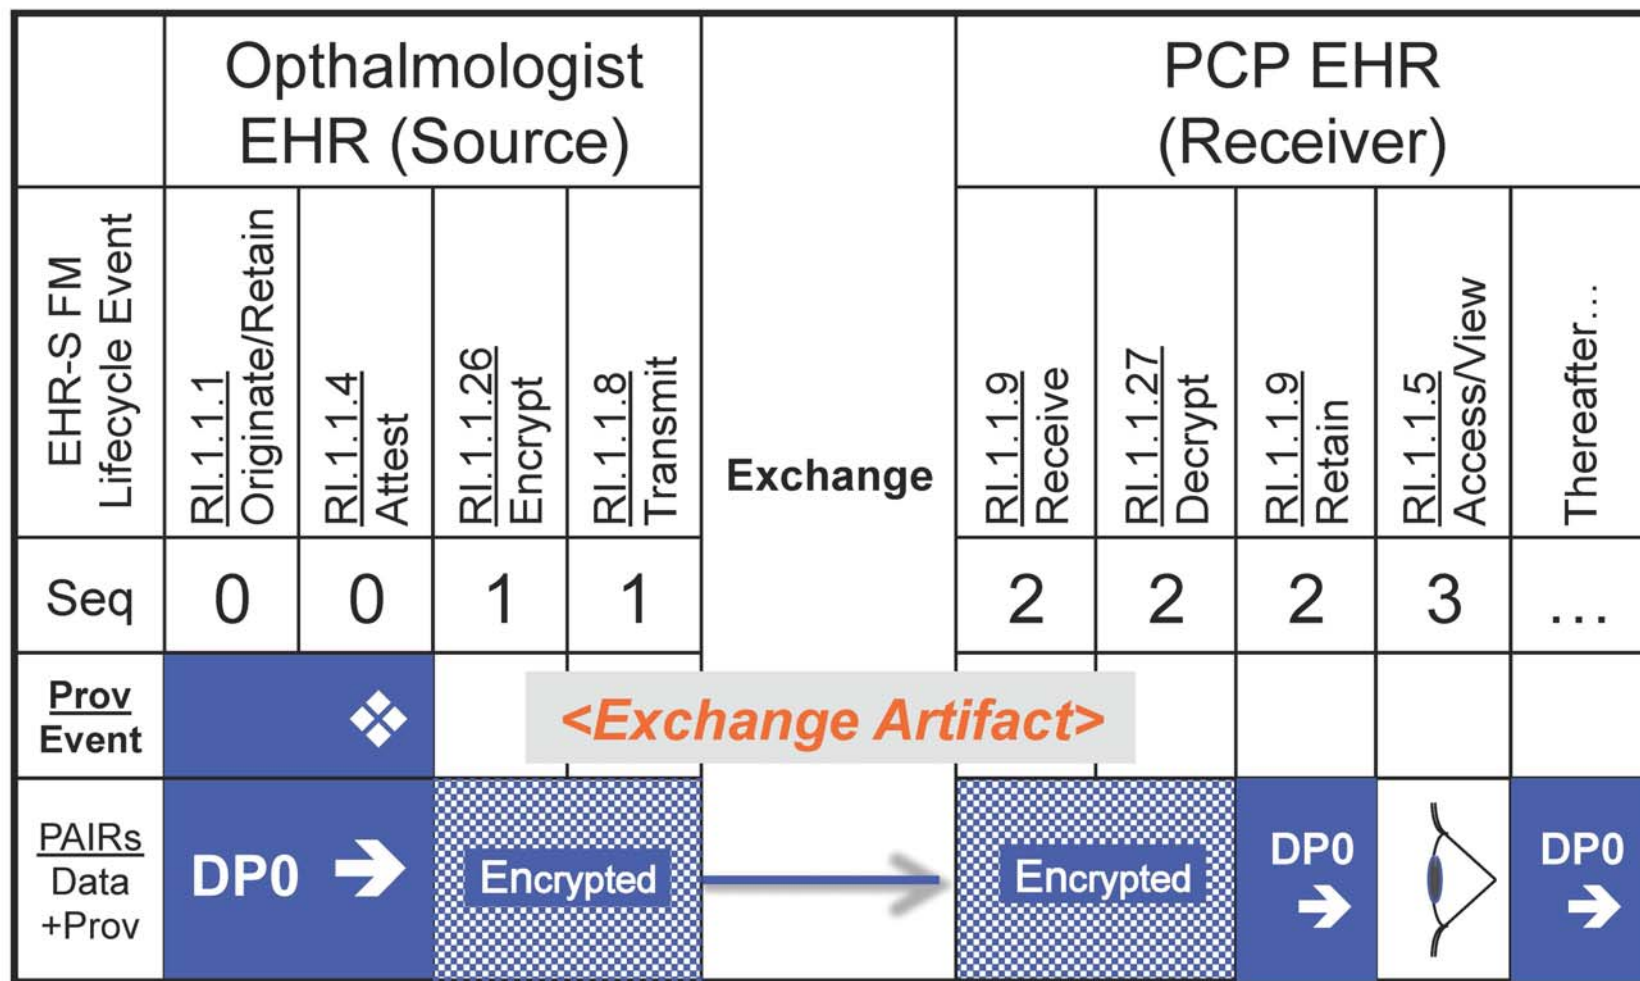 Opthalmologist
EHR (Source)
PCP EHR
(Receiver)
EHR-S FM
Lifecycle Event
RI.1.1.1
Originate/Retain
RI.1.1.4
Attest
RI.1.1.26
Encrypt
RI.1.1.8
Transmit
Exchange
RI.1.1.9
Receive
RI.1.1.27
Decrypt
RI.1.1.9
Retain
RI.1.1.5
Access/View
Thereafter…
Seq
0
0
1
1
2
2
2
3
…
Prov
Event
<Exchange Artifact>
PAIRs
Data
+Prov
DP0
Encrypted
Encrypted
DP0
DP0